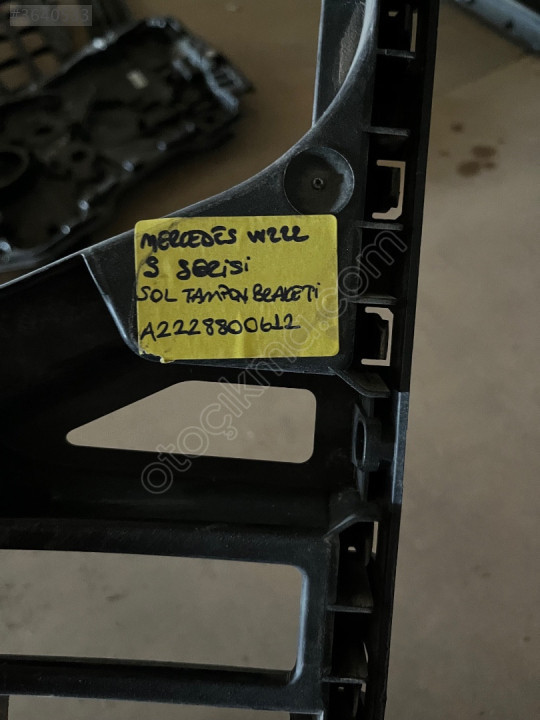 MERCEDES W222
S SERİSİ
SOL TAMPON BRAKETİ
A2228800612
otoçıkma.com